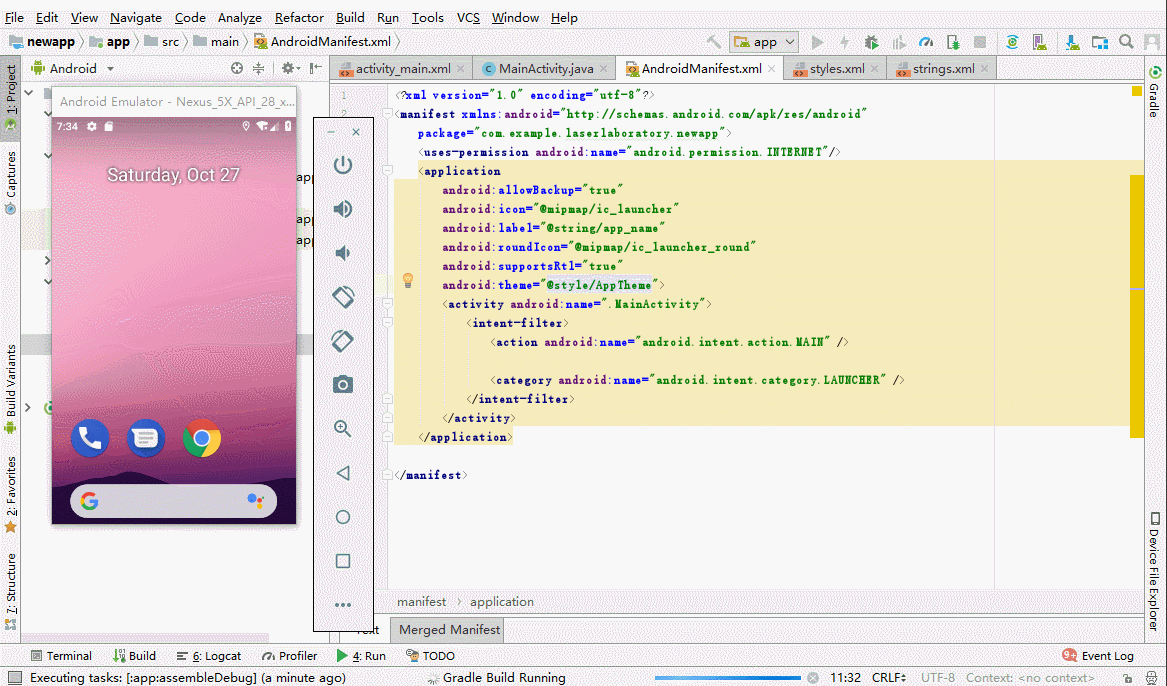 File Edit View Navigate Code Analyze Refactor Build Run Tools VCS Window Help
newapp app src main AndroidManifest.xml
app
Android
activity_main.xml MainActivity.java AndroidManifest.xml styles.xml strings.xml
1: Project
Captures
Build Variants
2: Favorites
7: Structure
Android Emulator - Nexus_5X_API_28_x...
7:34
Saturday, Oct 27
app
app
app
1
2
<?xml version="1.0" encoding="utf-8"?>
<manifest xmlns:android="http://schemas.android.com/apk/res/android"
package="com.example.laserlaboratory.newapp">
<uses-permission android:name="android.permission.INTERNET"/>
<application
android:allowBackup="true"
android:icon="@mipmap/ic_launcher"
android:label="@string/app_name"
android:roundIcon="@mipmap/ic_launcher_round"
android:supportsRtl="true"
android:theme="@style/AppTheme">
<activity android:name=".MainActivity">
<intent-filter>
<action android:name="android.intent.action.MAIN" />
<category android:name="android.intent.category.LAUNCHER" />
</intent-filter>
</activity>
</application>
</manifest>
Gradle
Device File Explorer
manifest application
Text Merged Manifest
Terminal Build 6: Logcat Profiler 4: Run TODO 9+ Event Log
Executing tasks: [:app:assembleDebug] (a minute ago) Gradle Build Running 11:32 CRLF UTF-8 Context: <no context>